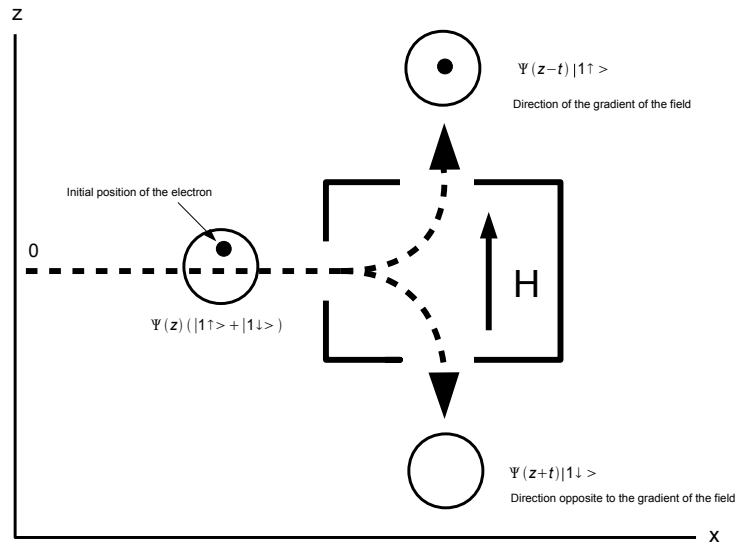 z
Ψ(z−t)|1↑>
Direction of the gradient of the field
Initial position of the electron
0
H
Ψ(z)(|1↑>+|1↓>)
Ψ(z+t)|1↓>
Direction opposite to the gradient of the field
x